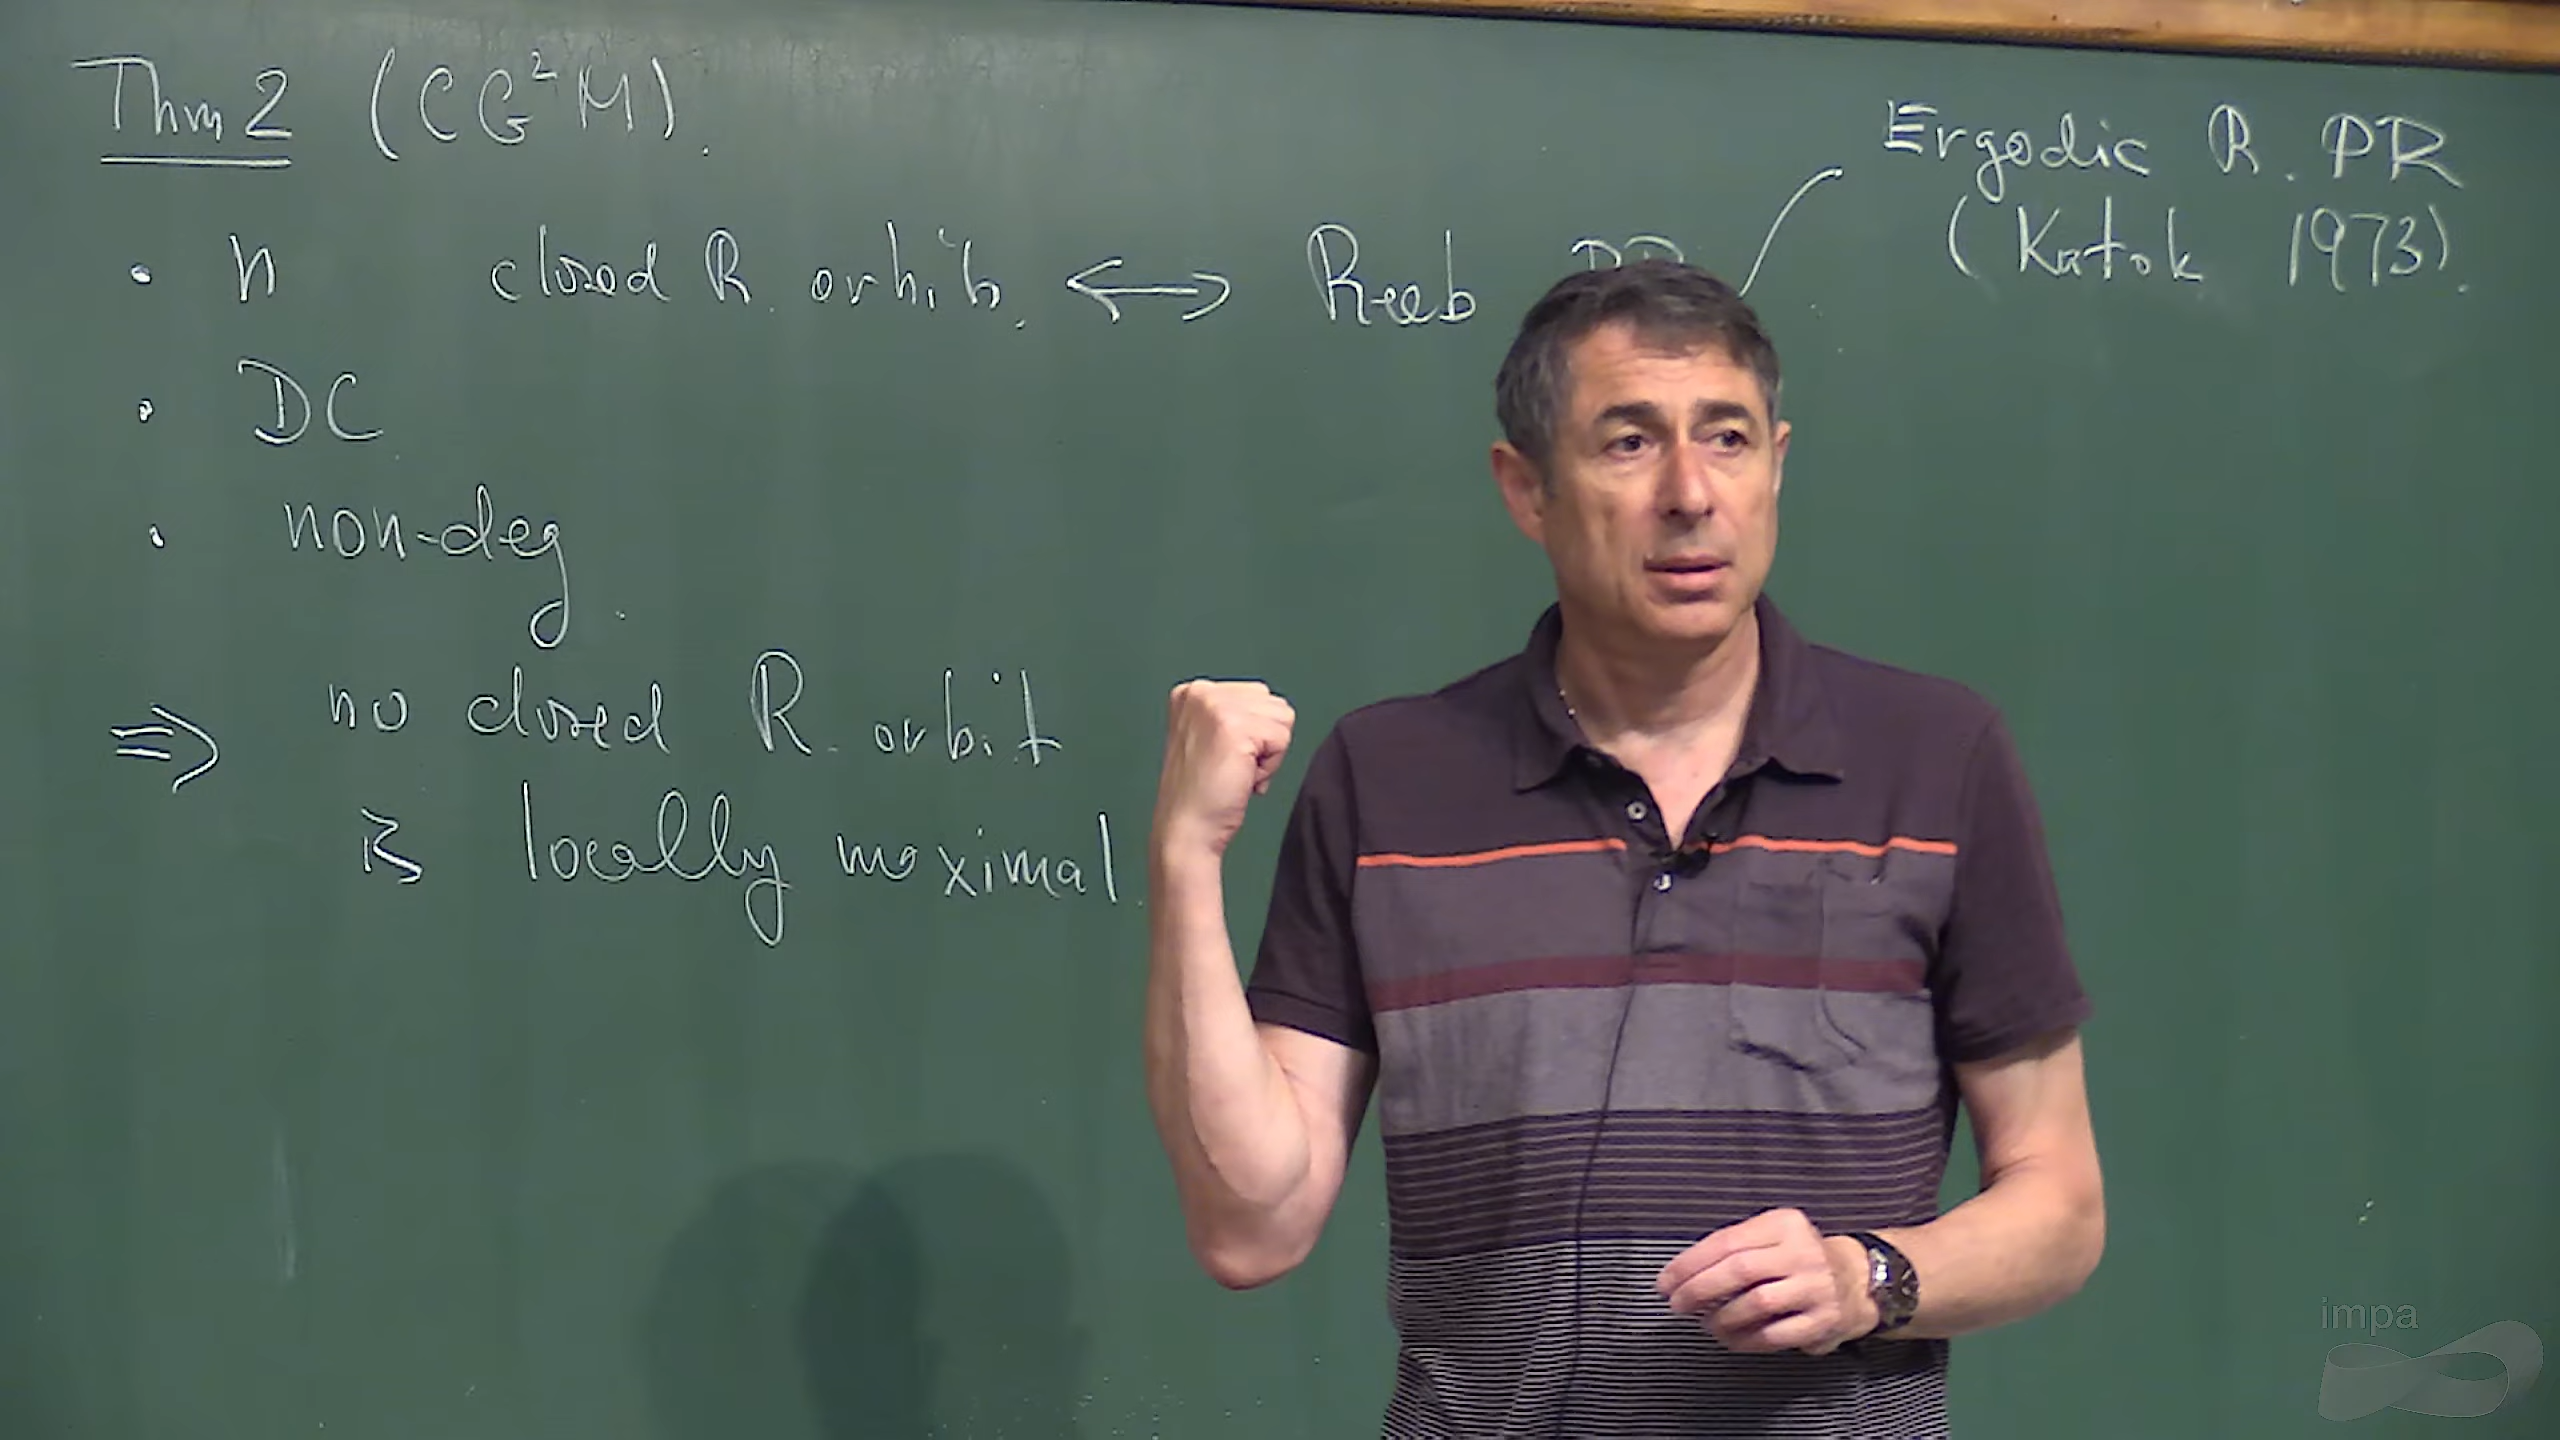 Thm 2 (CG²M).
• n closed R. orbits. ⟷ Reeb
• DC
• non-deg.
⇒ no closed R. orbit
is locally maximal
Ergodic R. PR
(Katok 1973).
impa